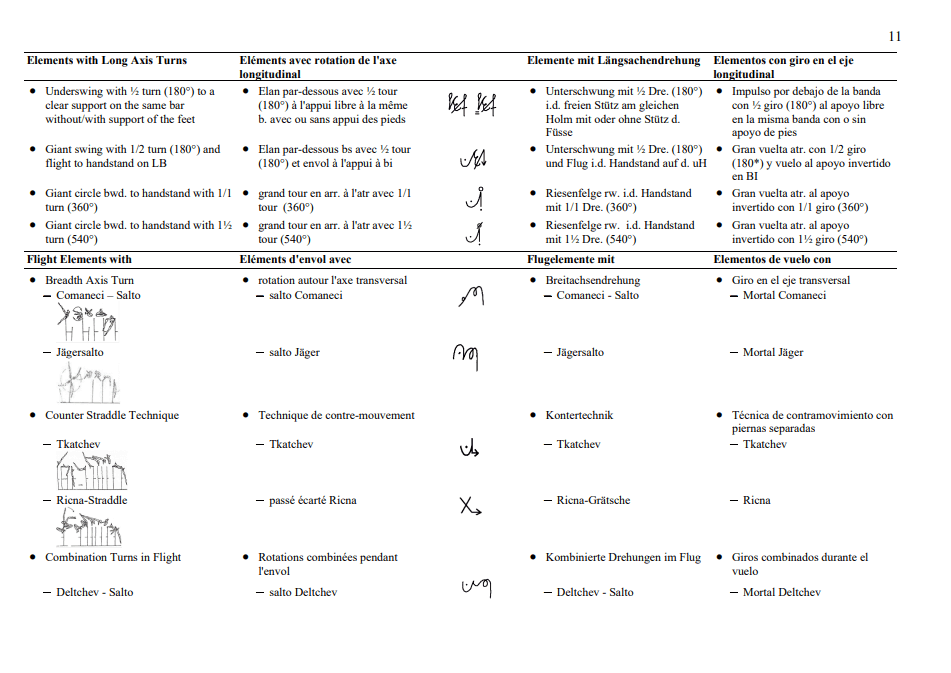 11
Elements with Long Axis Turns
Eléments avec rotation de l'axe
longitudinal
Elemente mit Längsachsendrehung
Elementos con giro en el eje
longitudinal
• Underswing with ½ turn (180°) to a
clear support on the same bar
without/with support of the feet
• Elan par-dessous avec ½ tour
(180°) à l'appui libre à la même
b. avec ou sans appui des pieds
• Unterschwung mit ½ Dre. (180°)
i.d. freien Stütz am gleichen
Holm mit oder ohne Stütz d.
Füsse
• Impulso por debajo de la banda
con ½ giro (180°) al apoyo libre
en la misma banda con o sin
apoyo de pies
• Giant swing with 1/2 turn (180°) and
flight to handstand on LB
• Elan par-dessous bs avec ½ tour
(180°) et envol à l'appui à bi
• Unterschwung mit ½ Dre. (180°)
und Flug i.d. Handstand auf d. uH
• Gran vuelta atr. con 1/2 giro
(180*) y vuelo al apoyo invertido
en BI
• Giant circle bwd. to handstand with 1/1
turn (360°)
• grand tour en arr. à l'atr avec 1/1
tour (360°)
• Riesenfelge rw. i.d. Handstand
mit 1/1 Dre. (360°)
• Gran vuelta atr. al apoyo
invertido con 1/1 giro (360°)
• Giant circle bwd. to handstand with 1½
turn (540°)
• grand tour en arr. à l'atr avec 1½
tour (540°)
• Riesenfelge rw. i.d. Handstand
mit 1½ Dre. (540°)
• Gran vuelta atr. al apoyo
invertido con 1½ giro (540°)
Flight Elements with
Eléments d'envol avec
Flugelemente mit
Elementos de vuelo con
• Breadth Axis Turn
• rotation autour l'axe transversal
• Breitachsendrehung
• Giro en el eje transversal
– Comaneci – Salto
– salto Comaneci
– Comaneci - Salto
– Mortal Comaneci
– Jägersalto
– salto Jäger
– Jägersalto
– Mortal Jäger
• Counter Straddle Technique
• Technique de contre-mouvement
• Kontertechnik
• Técnica de contramovimiento con
piernas separadas
– Tkatchev
– Tkatchev
– Tkatchev
– Tkatchev
– Ricna-Straddle
– passé écarté Ricna
– Ricna-Grätsche
– Ricna
• Combination Turns in Flight
• Rotations combinées pendant
l'envol
• Kombinierte Drehungen im Flug
• Giros combinados durante el
vuelo
– Deltchev - Salto
– salto Deltchev
– Deltchev - Salto
– Mortal Deltchev